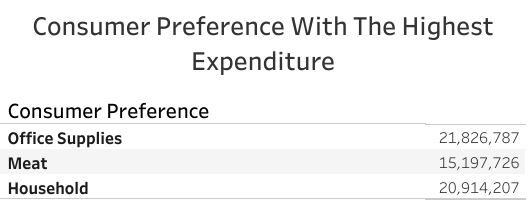 Consumer Preference With The Highest
Expenditure
Consumer Preference
Office Supplies 21,826,787
Meat 15,197,726
Household 20,914,207